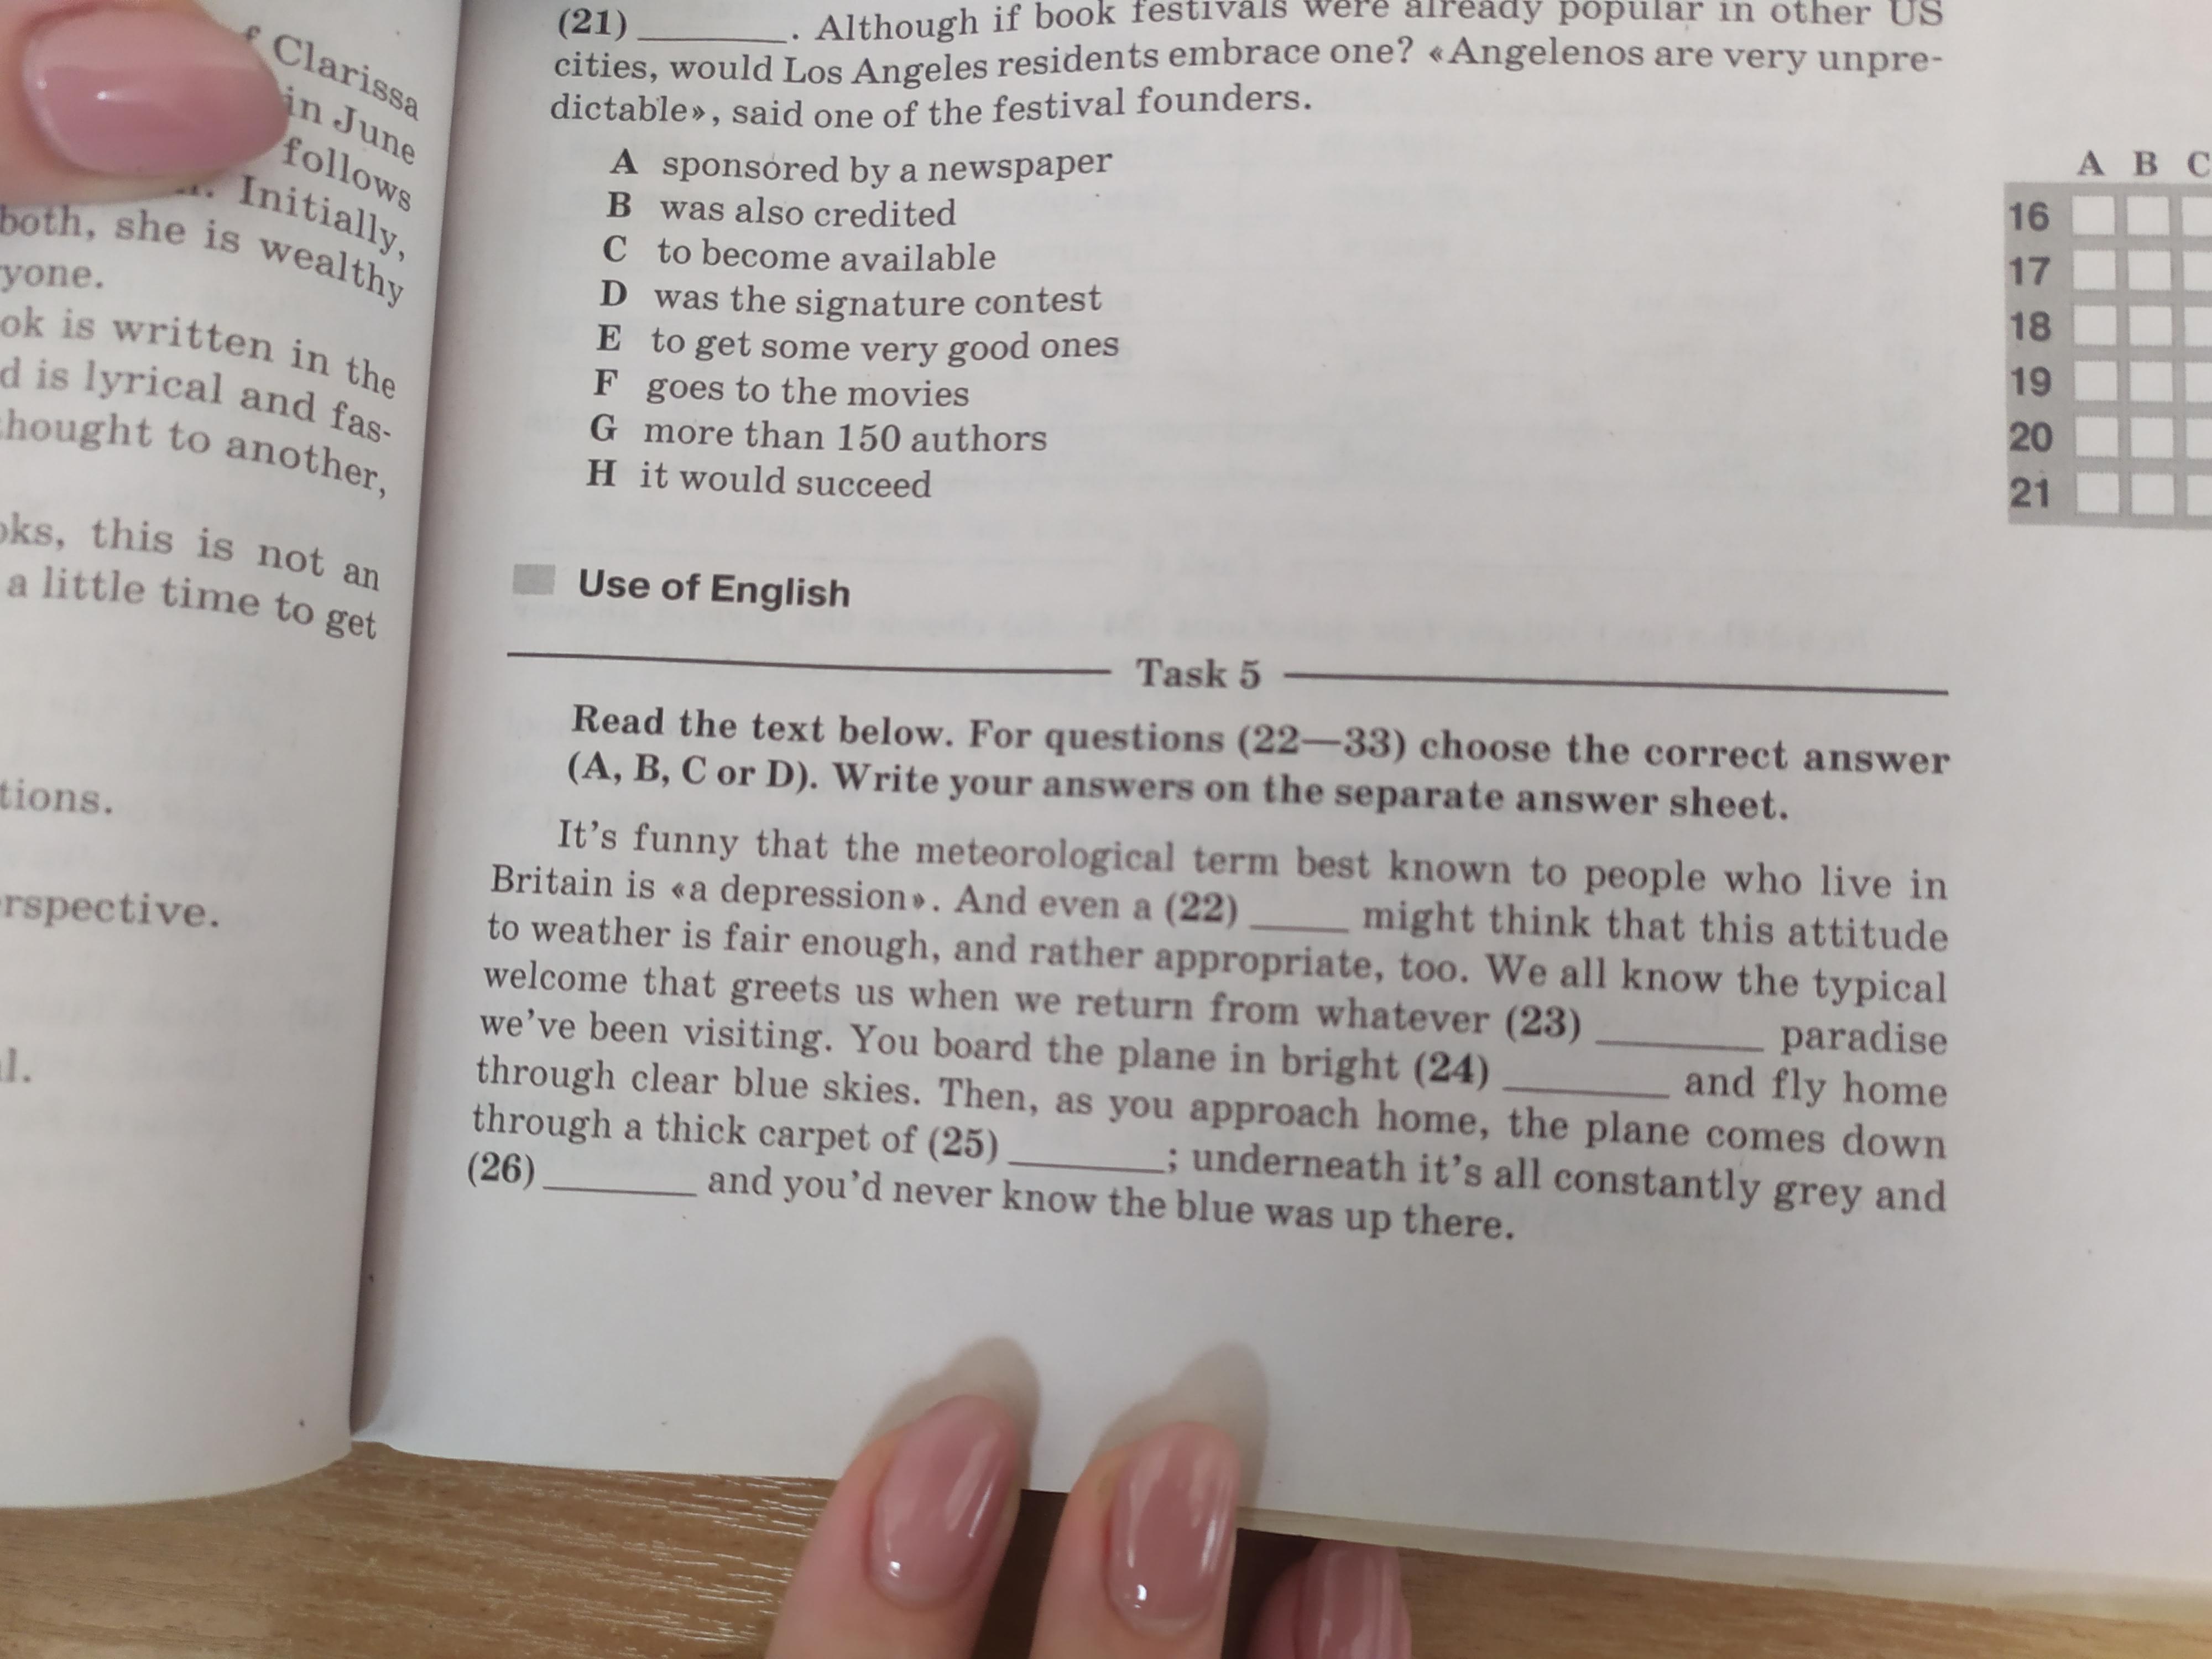 Clarissa
in June
follows
Initially,
both, she is wealthy
yone.
ok is written in the
d is lyrical and fas-
hought to another,
oks, this is not an
a little time to get
tions.
rspective.
l.
(21) ________. Although if book festivals were already popular in other US
cities, would Los Angeles residents embrace one? «Angelenos are very unpre-
dictable», said one of the festival founders.
A sponsored by a newspaper
B was also credited
C to become available
D was the signature contest
E to get some very good ones
F goes to the movies
G more than 150 authors
H it would succeed
A B C
16
17
18
19
20
21
Use of English
Task 5
Read the text below. For questions (22—33) choose the correct answer
(A, B, C or D). Write your answers on the separate answer sheet.
It's funny that the meteorological term best known to people who live in
Britain is «a depression». And even a (22) _____ might think that this attitude
to weather is fair enough, and rather appropriate, too. We all know the typical
welcome that greets us when we return from whatever (23) ________ paradise
we've been visiting. You board the plane in bright (24) ________ and fly home
through clear blue skies. Then, as you approach home, the plane comes down
through a thick carpet of (25) ________; underneath it's all constantly grey and
(26) ________ and you'd never know the blue was up there.